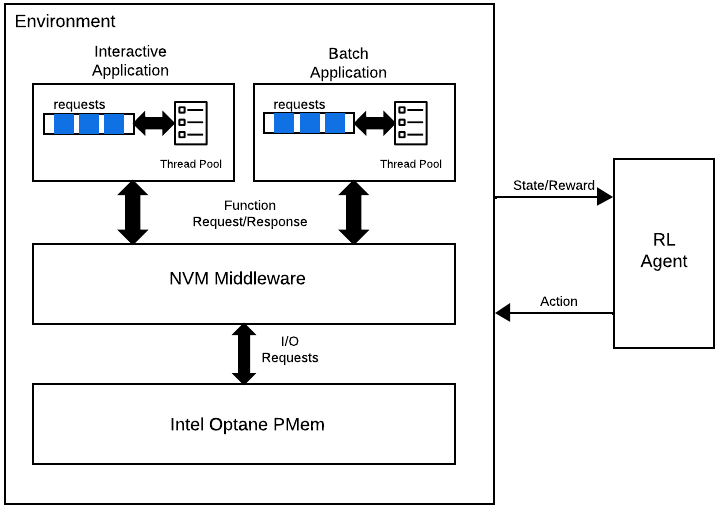 Environment
Interactive
Application
Batch
Application
requests
Thread Pool
requests
Thread Pool
Function
Request/Response
NVM Middleware
I/O
Requests
Intel Optane PMem
State/Reward
RL
Agent
Action